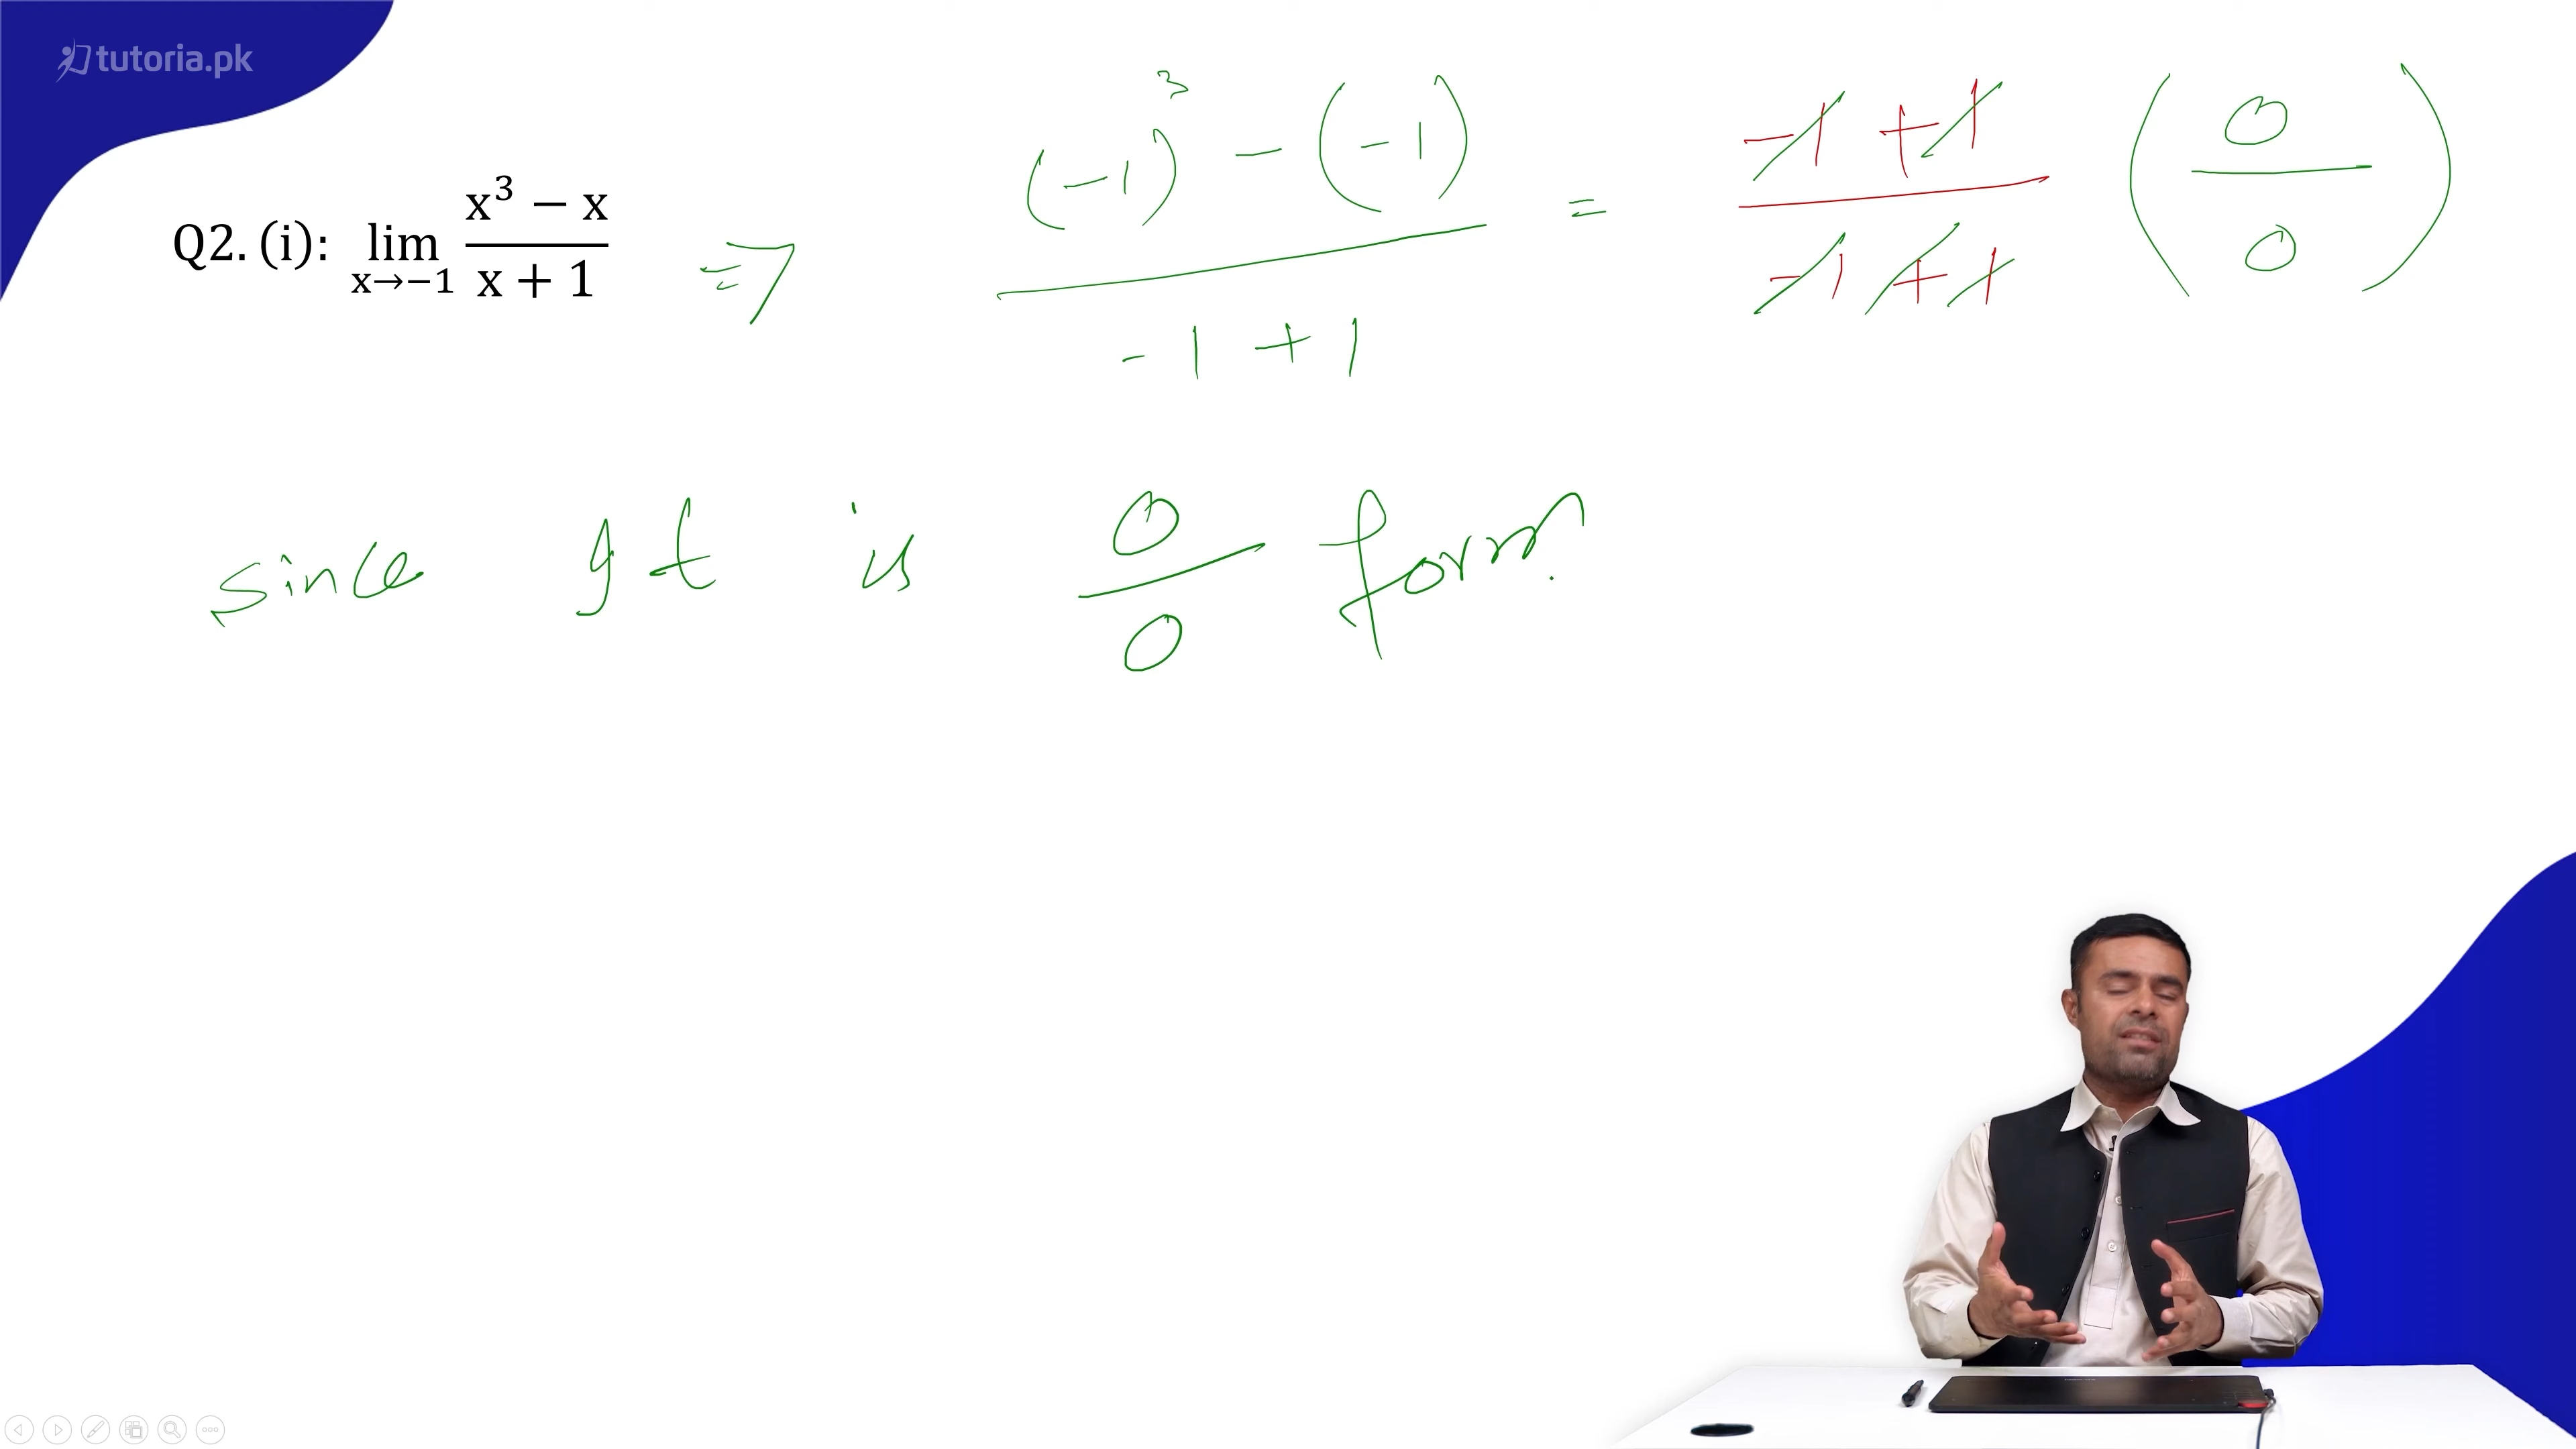 tutoria.pk
Q2. (i): lim x→−1 (x³ − x)/(x + 1) ⇒ ((-1)³ - (-1))/(-1 + 1) = (-1 + 1)/(-1 + 1) (0/0)
since It is 0/0 form.